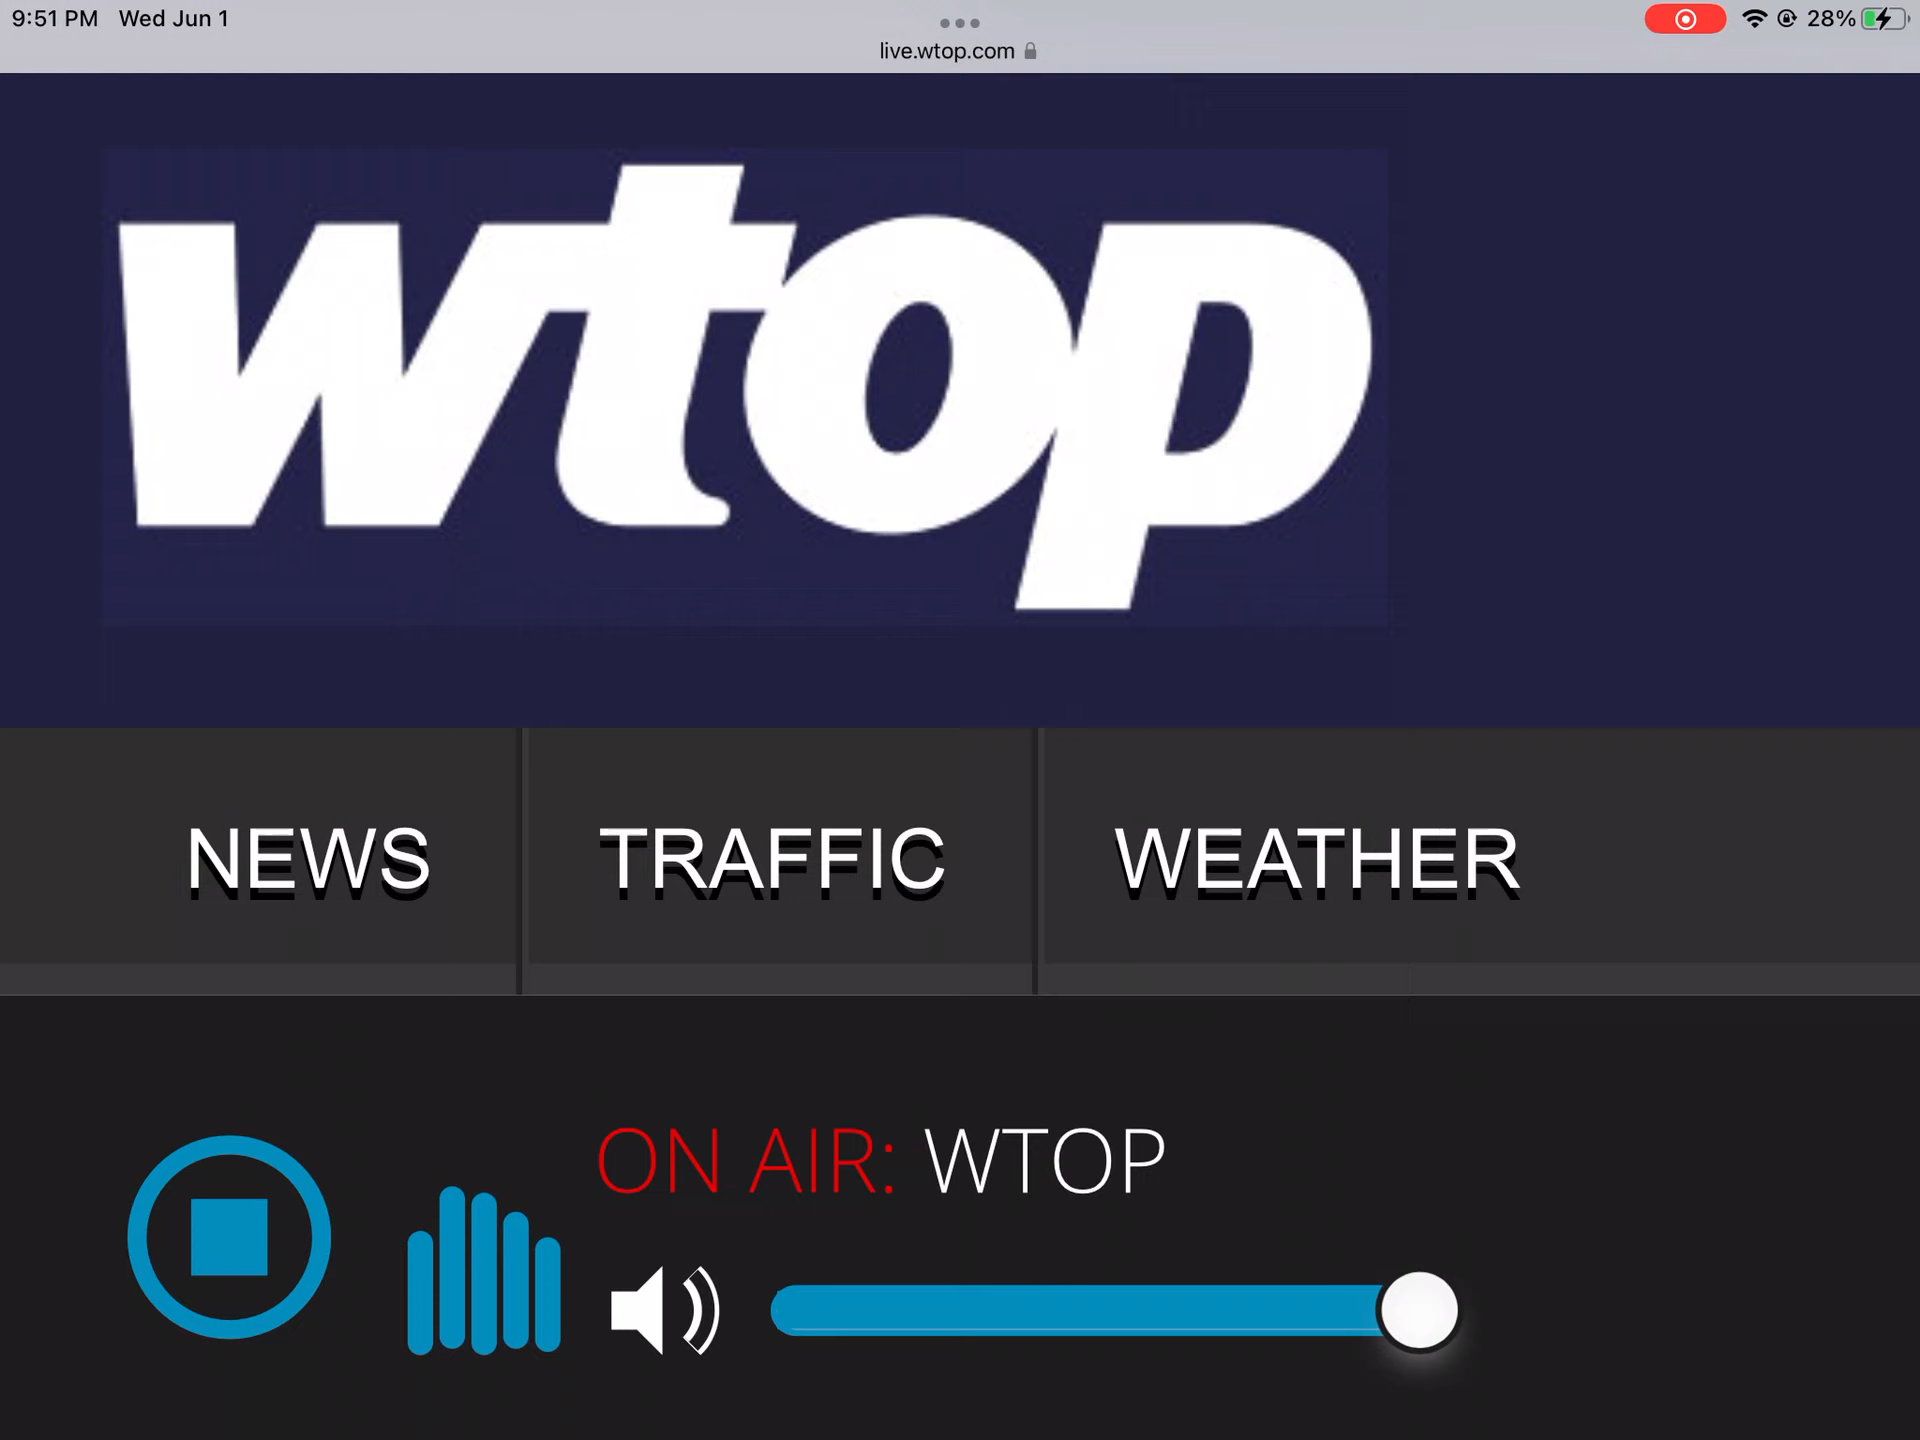 9:51 PM Wed Jun 1
28%
live.wtop.com
wtop
NEWS TRAFFIC WEATHER
ON AIR: WTOP